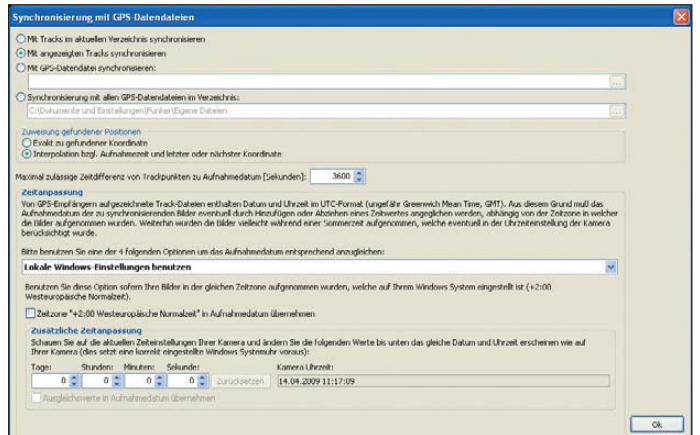 Synchronisierung mit GPS-Datendateien
Mit Tracks im aktuellen Verzeichnis synchronisieren
Mit angezeigten Tracks synchronisieren
Mit GPS-Datendatei synchronisieren:
...
Synchronisierung mit allen GPS-Datendateien im Verzeichnis:
C:\Dokumente und Einstellungen\Funker\Eigene Dateien
...
Zuweisung gefundener Positionen
Exakt zu gefundener Koordinate
Interpolation bzgl. Aufnahmezeit und letzter oder nächster Koordinate
Maximal zulässige Zeitdifferenz von Trackpunkten zu Aufnahmedatum [Sekunden]: 3600
Zeitanpassung
Von GPS-Empfängern aufgezeichnete Track-Dateien enthalten Datum und Uhrzeit im UTC-Format (ungefähr Greenwich Mean Time, GMT). Aus diesem Grund muß das
Aufnahmedatum der zu synchronisierenden Bilder eventuell durch Hinzufügen oder Abziehen eines Zeitwertes angeglichen werden, abhängig von der Zeitzone in welcher
die Bilder aufgenommen wurden. Weiterhin wurden die Bilder vielleicht während einer Sommerzeit aufgenommen, welche eventuell in der Uhrzeiteinstellung der Kamera
berücksichtigt wurde.
Bitte benutzen Sie eine der 4 folgenden Optionen um das Aufnahmedatum entsprechend anzugleichen:
Lokale Windows-Einstellungen benutzen
Benutzen Sie diese Option sofern Ihre Bilder in der gleichen Zeitzone aufgenommen wurden, welche auf Ihrem Windows System eingestellt ist (+2:00
Westeuropäische Normalzeit).
Zeitzone "+2:00 Westeuropäische Normalzeit" in Aufnahmedatum übernehmen
Zusätzliche Zeitanpassung
Schauen Sie auf die aktuellen Zeiteinstellungen Ihrer Kamera und ändern Sie die folgenden Werte bis unten das gleiche Datum und Uhrzeit erscheinen wie auf
Ihrer Kamera (dies setzt eine korrekt eingestellte Windows Systemuhr voraus):
Tage: Stunden: Minuten: Sekunde: Kamera Uhrzeit:
0 0 0 0 Zurücksetzen 14.04.2009 11:17:09
Ausgleichswerte in Aufnahmedatum übernehmen
Ok